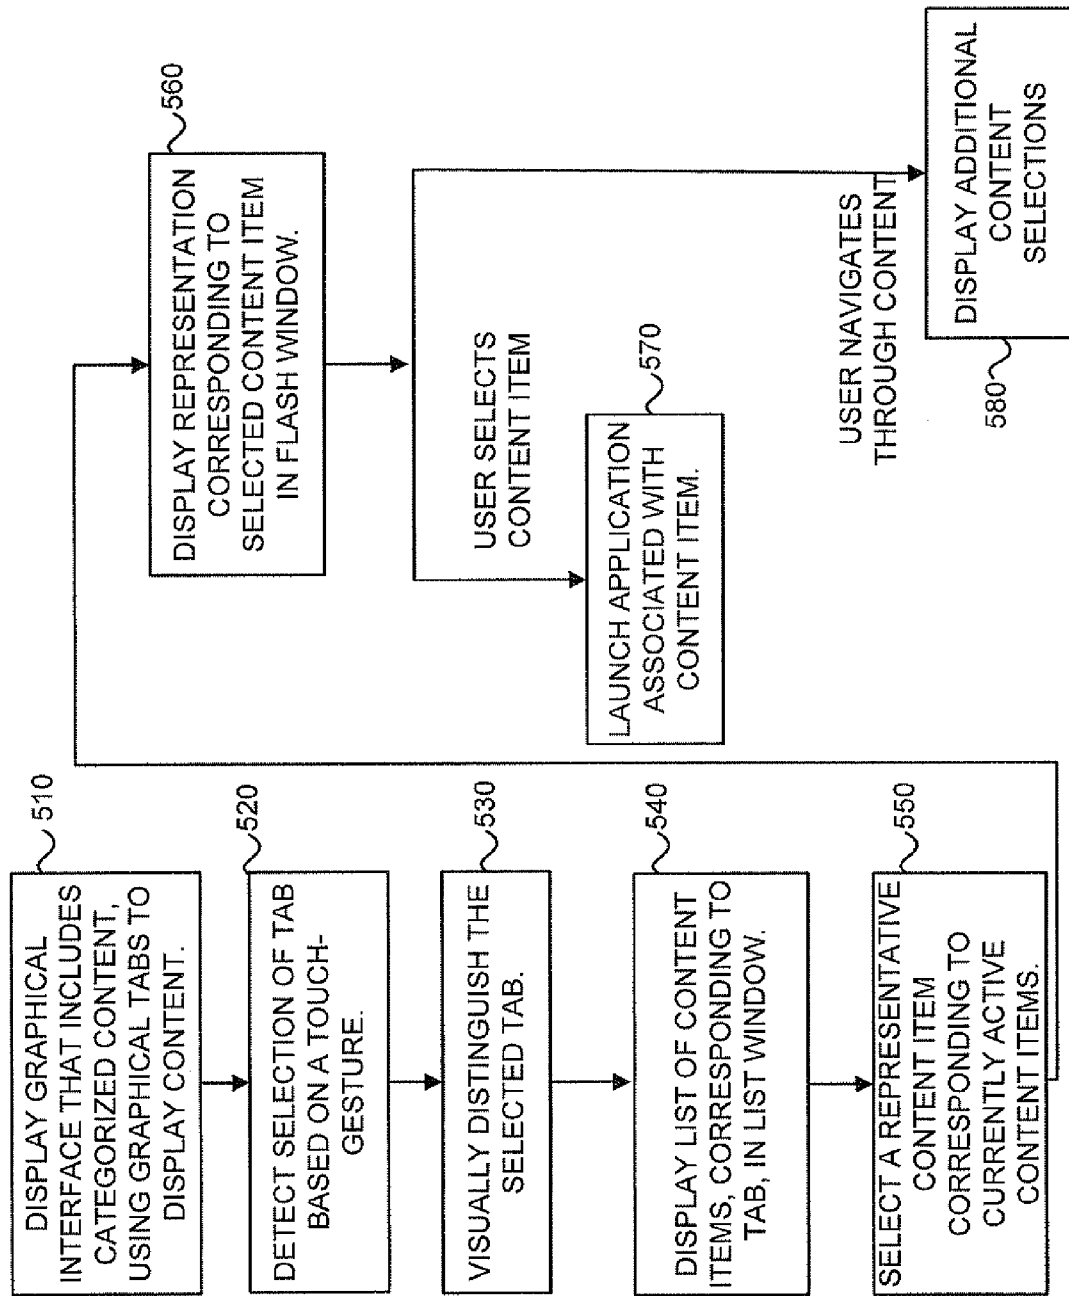 510
DISPLAY GRAPHICAL
INTERFACE THAT INCLUDES
CATEGORIZED CONTENT,
USING GRAPHICAL TABS TO
DISPLAY CONTENT.
520
DETECT SELECTION OF TAB
BASED ON A TOUCH-
GESTURE.
530
VISUALLY DISTINGUISH THE
SELECTED TAB.
540
DISPLAY LIST OF CONTENT
ITEMS, CORRESPONDING TO
TAB, IN LIST WINDOW.
550
SELECT A REPRESENTATIVE
CONTENT ITEM
CORRESPONDING TO
CURRENTLY ACTIVE
CONTENT ITEMS.
560
DISPLAY REPRESENTATION
CORRESPONDING TO
SELECTED CONTENT ITEM
IN FLASH WINDOW.
USER SELECTS
CONTENT ITEM
570
LAUNCH APPLICATION
ASSOCIATED WITH
CONTENT ITEM.
USER NAVIGATES
THROUGH CONTENT
580
DISPLAY ADDITIONAL
CONTENT
SELECTIONS